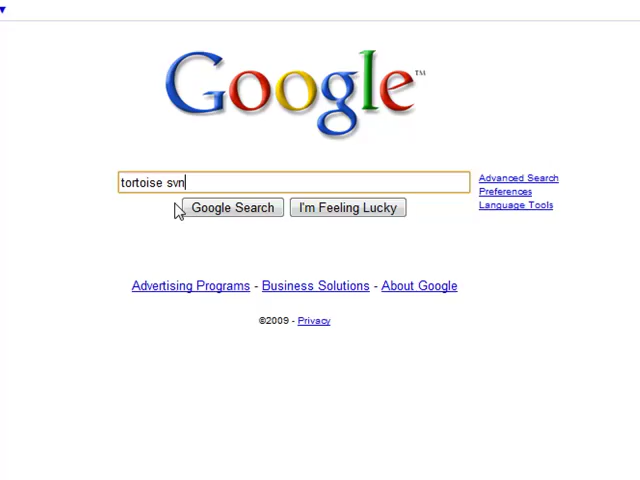 Google™
tortoise svn
Advanced Search
Preferences
Language Tools
Google Search I'm Feeling Lucky
Advertising Programs - Business Solutions - About Google
©2009 - Privacy